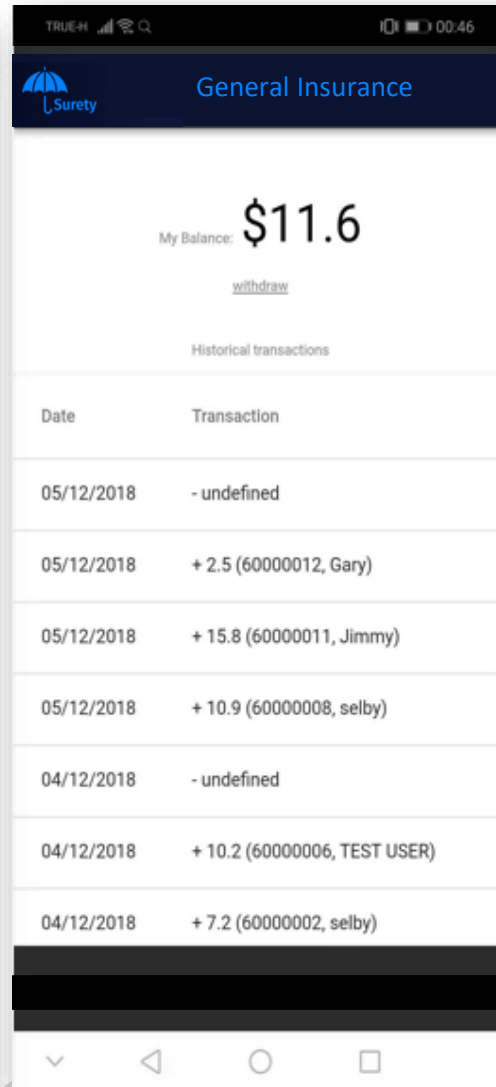 TRUE-H 00:46
Surety General Insurance
My Balance: $11.6
withdraw
Historical transactions
Date Transaction
05/12/2018 - undefined
05/12/2018 + 2.5 (60000012, Gary)
05/12/2018 + 15.8 (60000011, Jimmy)
05/12/2018 + 10.9 (60000008, selby)
04/12/2018 - undefined
04/12/2018 + 10.2 (60000006, TEST USER)
04/12/2018 + 7.2 (60000002, selby)